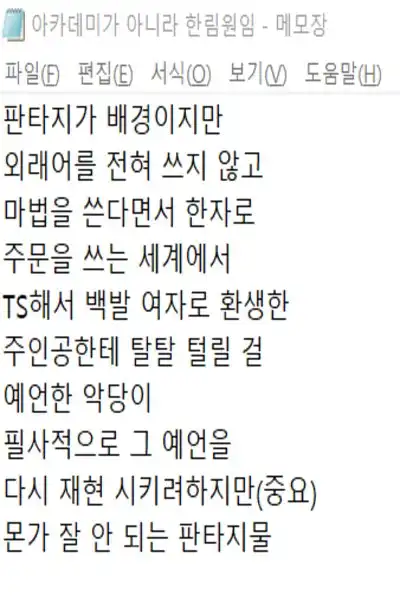 아카데미가 아니라 한림원임 - 메모장
파일(F) 편집(E) 서식(O) 보기(V) 도움말(H)
판타지가 배경이지만
외래어를 전혀 쓰지 않고
마법을 쓴다면서 한자로
주문을 쓰는 세계에서
TS해서 백발 여자로 환생한
주인공한테 탈탈 털릴 걸
예언한 악당이
필사적으로 그 예언을
다시 재현 시키려하지만(중요)
몬가 잘 안 되는 판타지물